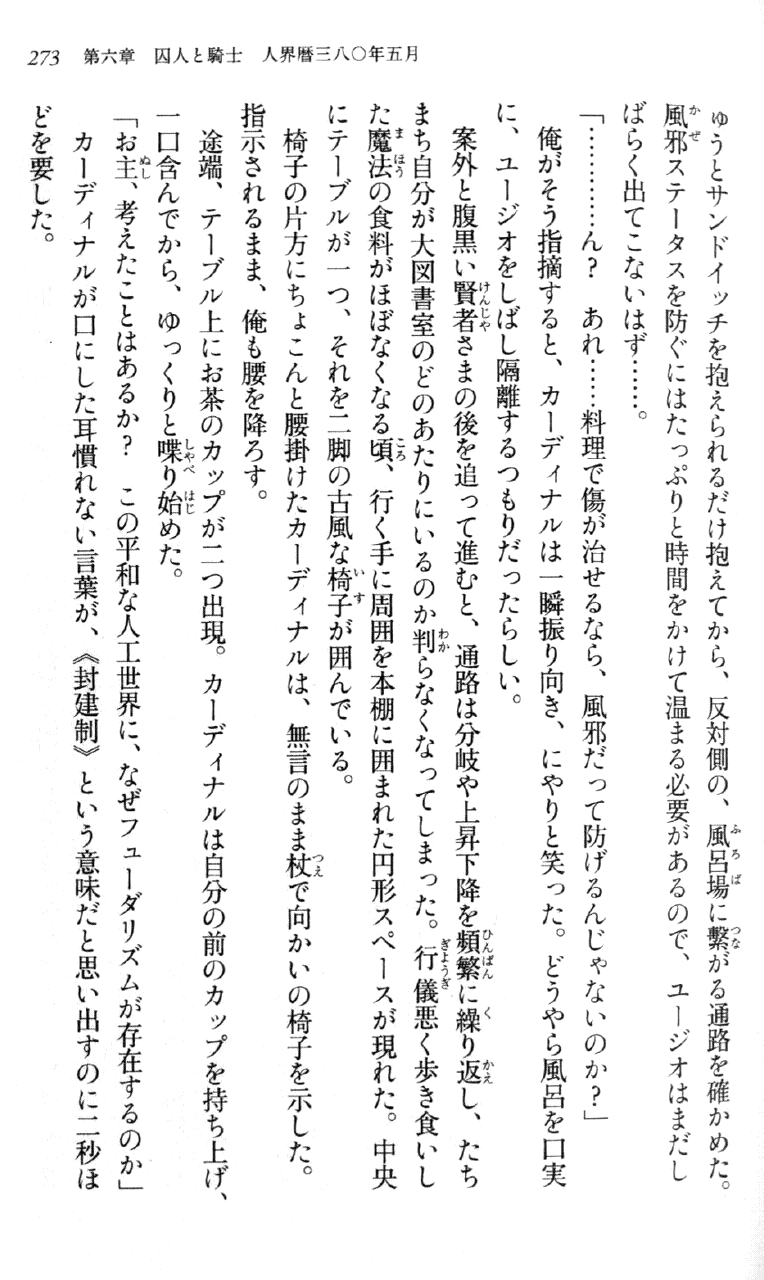 273　第六章　囚人と騎士　人界暦三八〇年五月
ゅうとサンドイッチを抱えられるだけ抱えてから、反対側の、風呂場に繋がる通路を確かめた。
風邪ステータスを防ぐにはたっぷりと時間をかけて温まる必要があるので、ユージオはまだし
ばらく出てこないはず……。
「…………ん？　あれ……料理で傷が治せるなら、風邪だって防げるんじゃないのか？」
　俺がそう指摘すると、カーディナルは一瞬振り向き、にやりと笑った。どうやら風呂を口実
に、ユージオをしばし隔離するつもりだったらしい。
　案外と腹黒い賢者さまの後を追って進むと、通路は分岐や上昇下降を頻繁に繰り返し、たち
まち自分が大図書室のどのあたりにいるのか判らなくなってしまった。行儀悪く歩き食いし
た魔法の食料がほぼなくなる頃、行く手に周囲を本棚に囲まれた円形スペースが現れた。中央
にテーブルが一つ、それを二脚の古風な椅子が囲んでいる。
　椅子の片方にちょこんと腰掛けたカーディナルは、無言のまま杖で向かいの椅子を示した。
指示されるまま、俺も腰を降ろす。
　途端、テーブル上にお茶のカップが二つ出現。カーディナルは自分の前のカップを持ち上げ、
一口含んでから、ゆっくりと喋り始めた。
「お主、考えたことはあるか？　この平和な人工世界に、なぜフューダリズムが存在するのか」
　カーディナルが口にした耳慣れない言葉が、《封建制》という意味だと思い出すのに二秒ほ
どを要した。